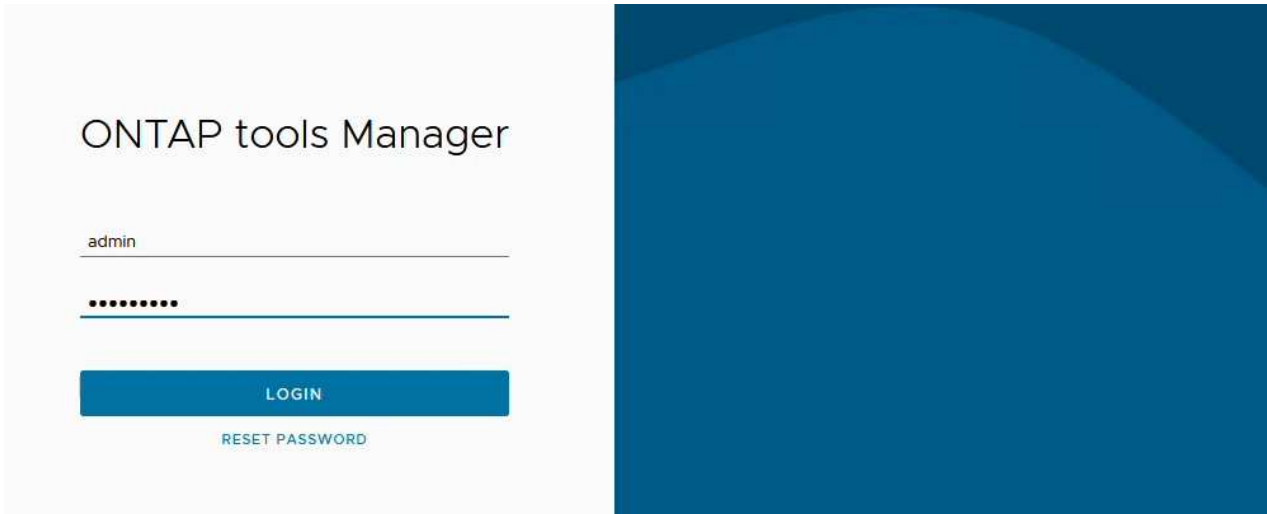 ONTAP tools Manager
admin
•••••••••
LOGIN
RESET PASSWORD